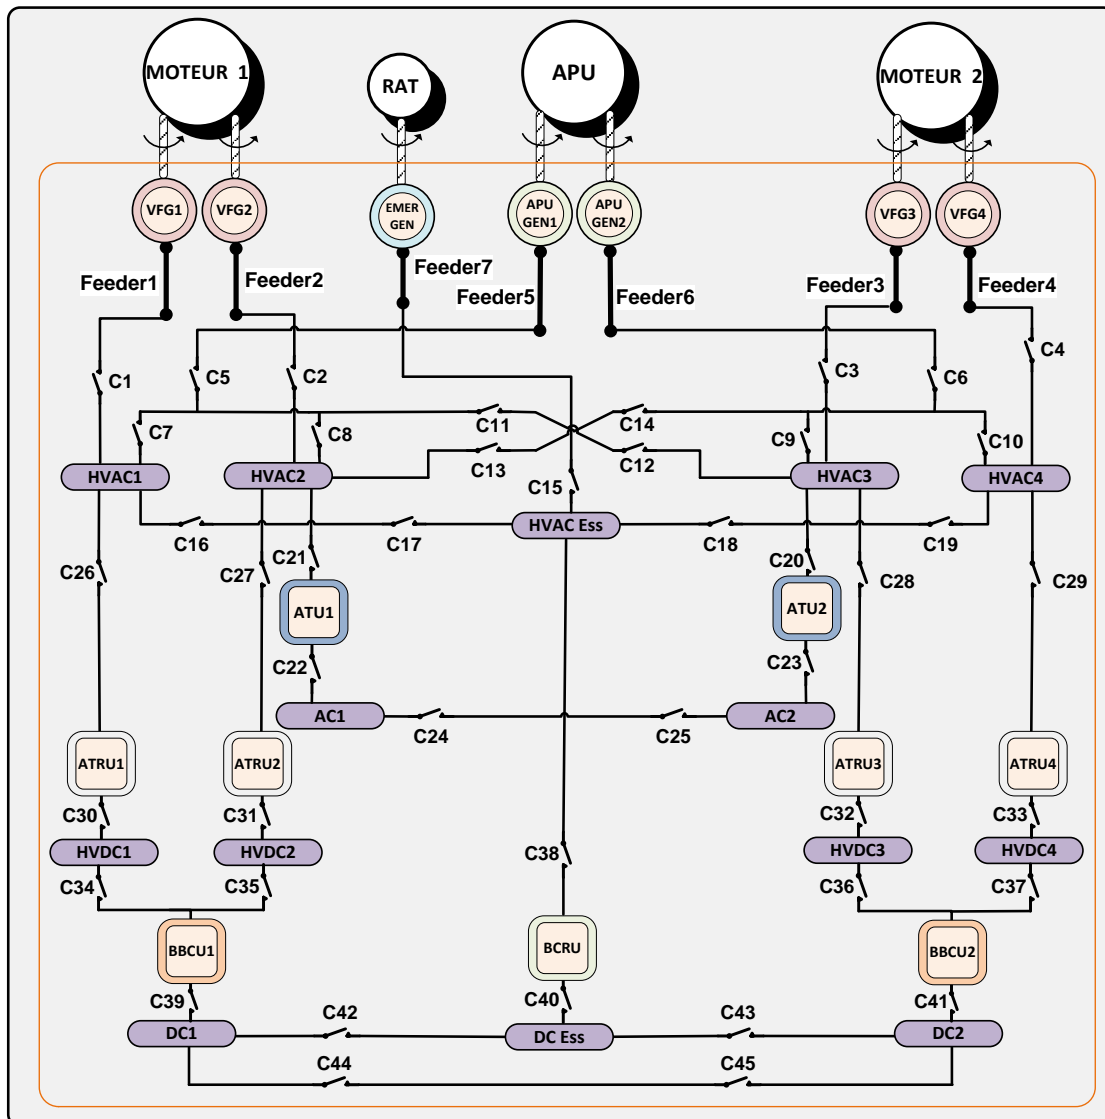 MOTEUR 1
RAT
APU
MOTEUR 2
VFG1
VFG2
EMER
GEN
APU
GEN1
APU
GEN2
VFG3
VFG4
Feeder1
Feeder2
Feeder7
Feeder5
Feeder6
Feeder3
Feeder4
C1
C5
C2
C3
C6
C4
C7
C8
C11
C14
C9
C10
C13
C12
HVAC1
HVAC2
C15
HVAC3
HVAC4
HVAC Ess
C16
C17
C18
C19
C26
C27
C21
C20
C28
C29
ATU1
ATU2
C22
C23
AC1
AC2
C24
C25
ATRU1
ATRU2
ATRU3
ATRU4
C30
C31
C32
C33
HVDC1
HVDC2
C38
HVDC3
HVDC4
C34
C35
C36
C37
BBCU1
BCRU
BBCU2
C39
C40
C41
C42
C43
DC1
DC Ess
DC2
C44
C45